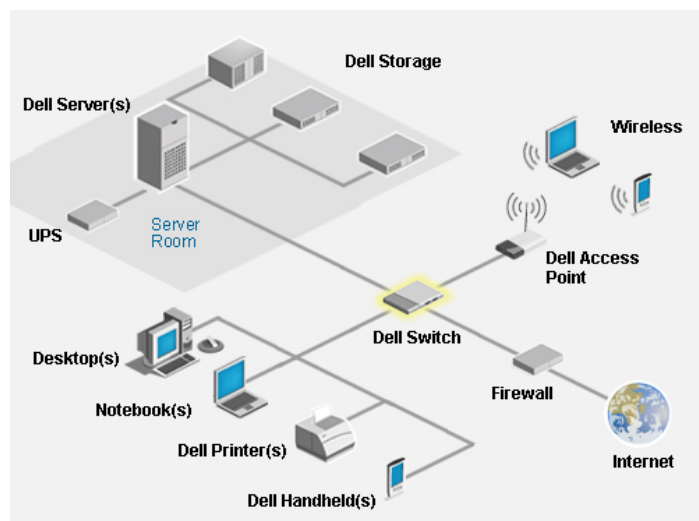 Dell Storage
Dell Server(s)
Wireless
UPS
Server
Room
Dell Access
Point
Dell Switch
Desktop(s)
Firewall
Notebook(s)
Dell Printer(s)
Internet
Dell Handheld(s)